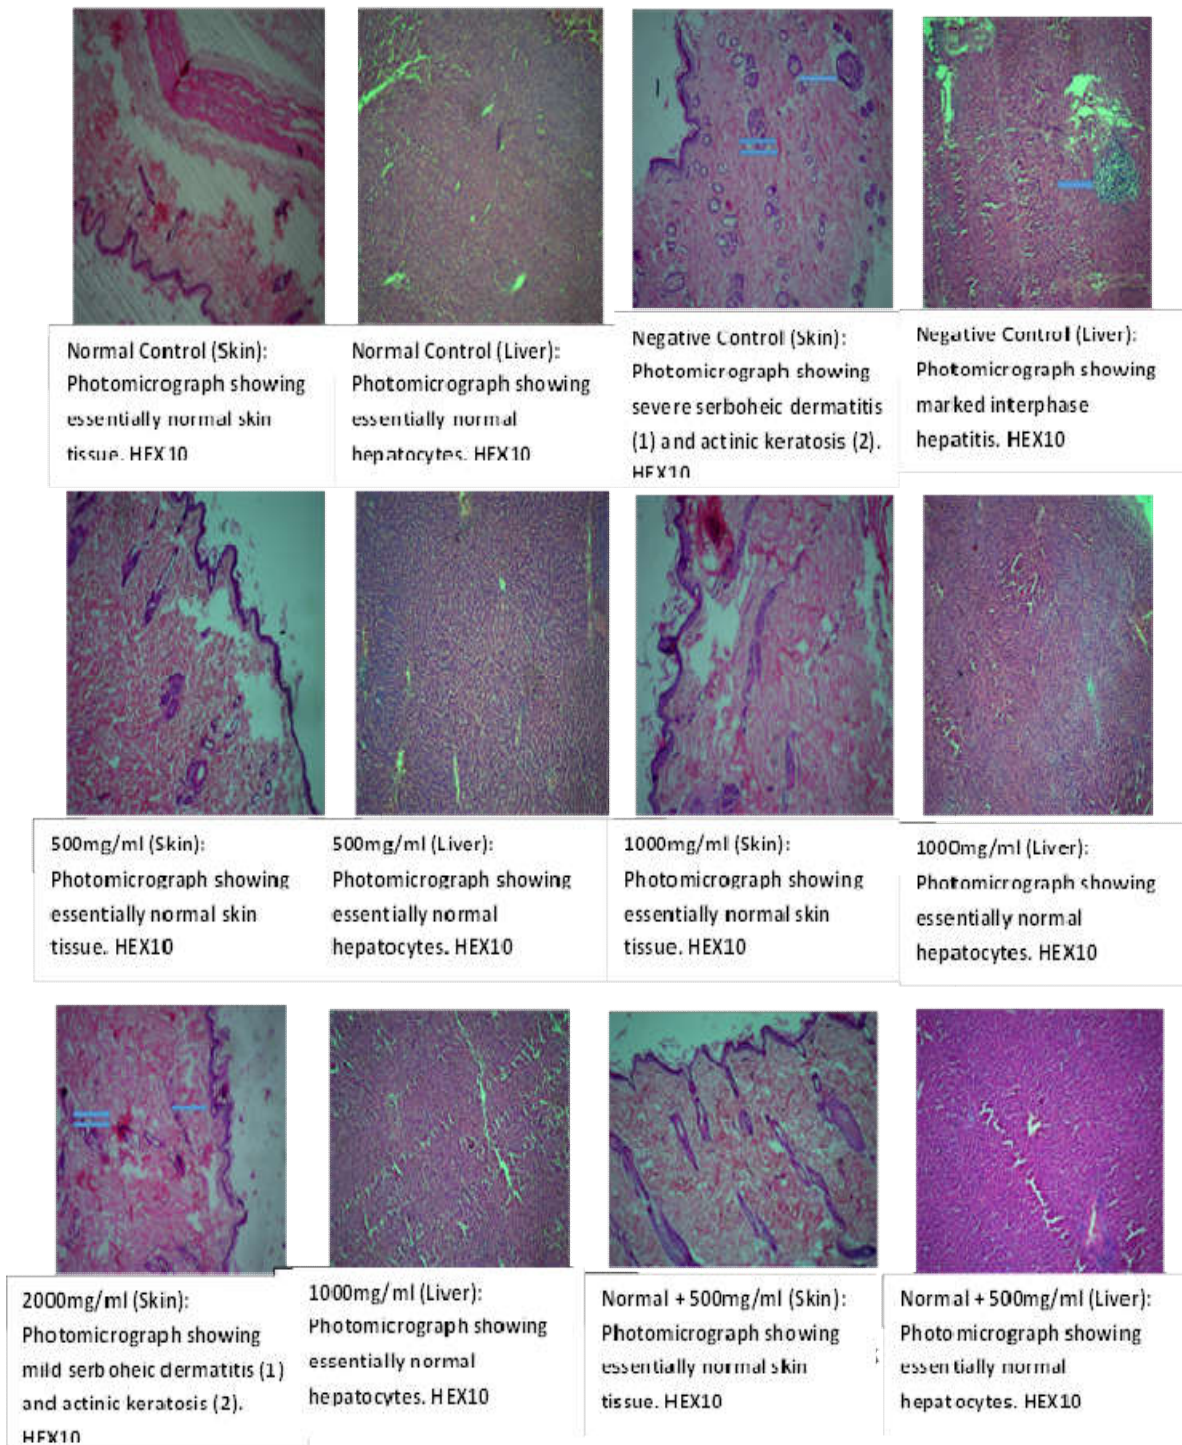 Normal Control (Skin):
Photomicrograph showing
essentially normal skin
tissue. HEX10
Normal Control (Liver):
Photomicrograph showing
essentially normal
hepatocytes. HEX10
Negative Control (Skin):
Photomicrograph showing
severe serboheic dermatitis
(1) and actinic keratosis (2).
HEX10
Negative Control (Liver):
Photomicrograph showing
marked interphase
hepatitis. HEX10
500mg/ml (Skin):
Photomicrograph showing
essentially normal skin
tissue. HEX10
500mg/ml (Liver):
Photomicrograph showing
essentially normal
hepatocytes. HEX10
1000mg/ml (Skin):
Photomicrograph showing
essentially normal skin
tissue. HEX10
1000mg/ml (Liver):
Photomicrograph showing
essentially normal
hepatocytes. HEX10
2000mg/ml (Skin):
Photomicrograph showing
mild serboheic dermatitis (1)
and actinic keratosis (2).
HEX10
1000mg/ml (Liver):
Photomicrograph showing
essentially normal
hepatocytes. HEX10
Normal + 500mg/ml (Skin):
Photomicrograph showing
essentially normal skin
tissue. HEX10
Normal + 500mg/ml (Liver):
Photomicrograph showing
essentially normal
hepatocytes. HEX10